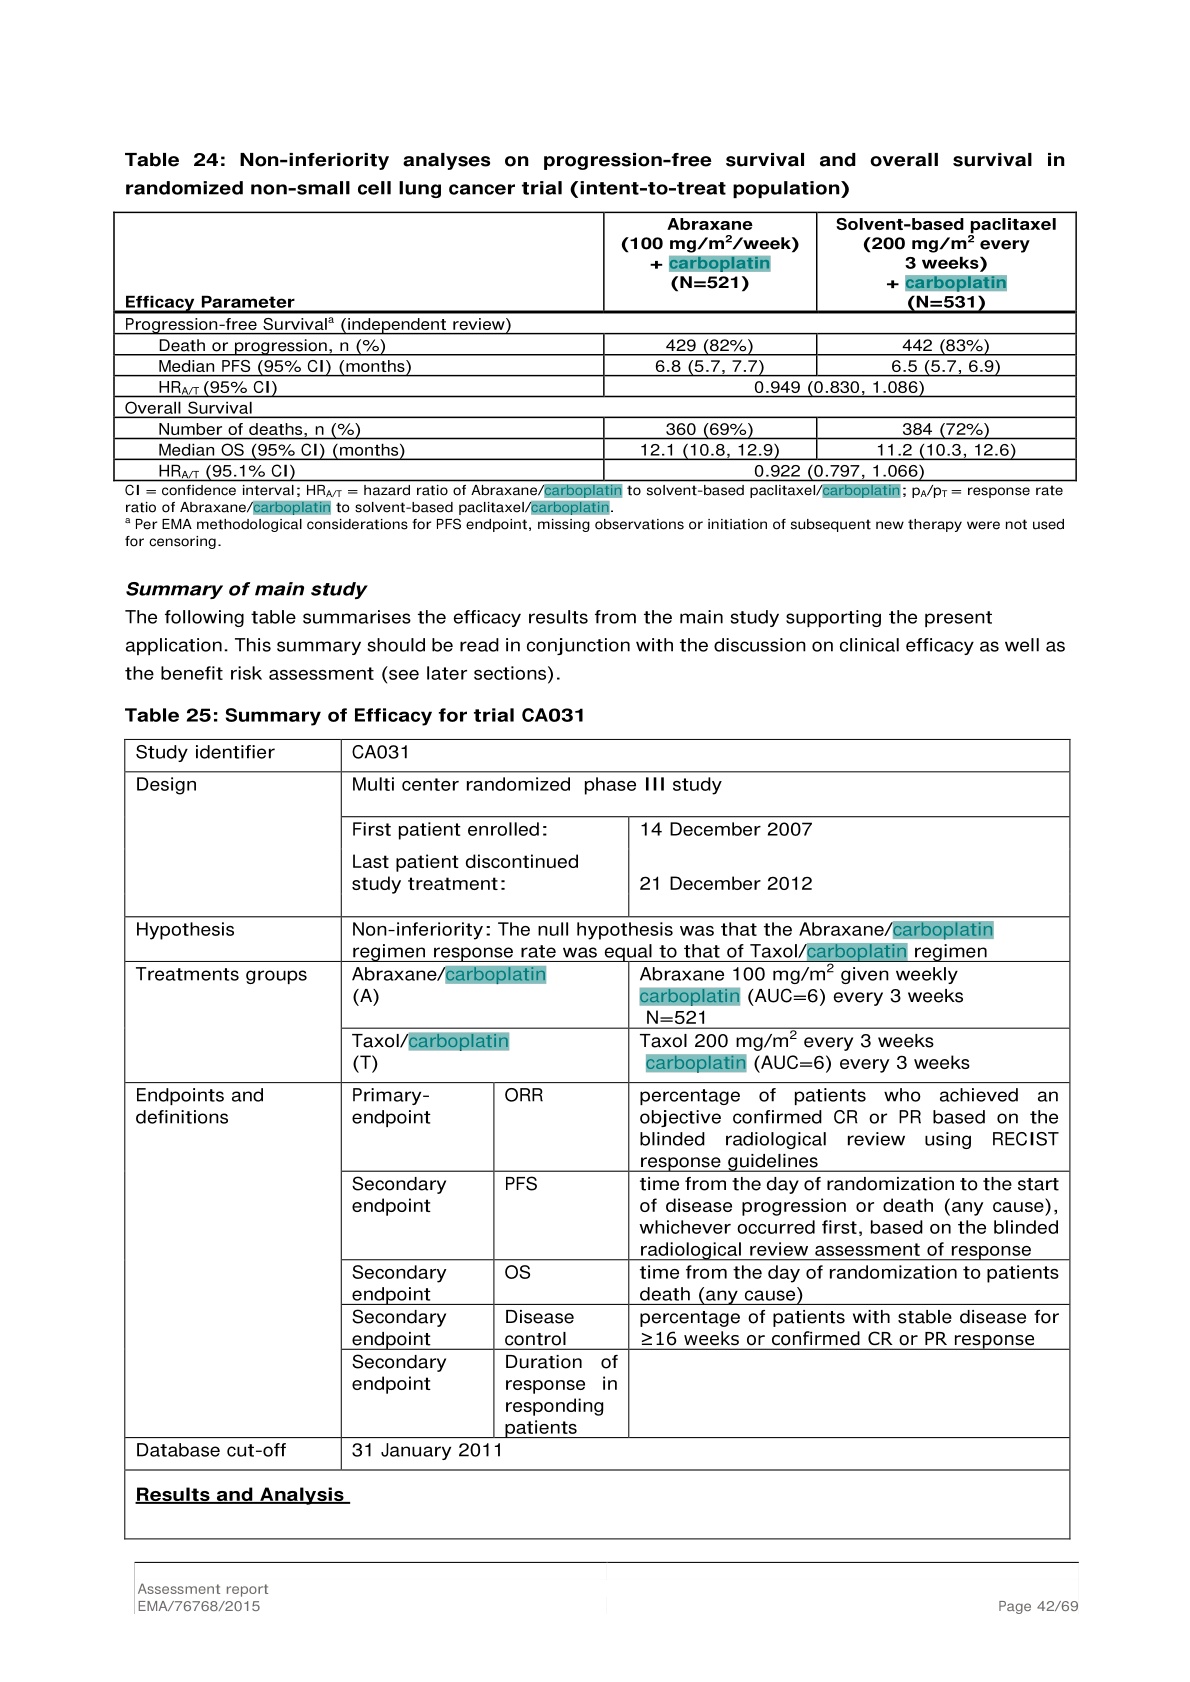 Table 24: Non-inferiority analyses on progression-free survival and overall survival in
randomized non-small cell lung cancer trial (intent-to-treat population)
Efficacy Parameter
Abraxane
(100 mg/m²/week)
+ carboplatin
(N=521)
Solvent-based paclitaxel
(200 mg/m² every
3 weeks)
+ carboplatin
(N=531)
Progression-free Survivalª (independent review)
Death or progression, n (%) 429 (82%) 442 (83%)
Median PFS (95% CI) (months) 6.8 (5.7, 7.7) 6.5 (5.7, 6.9)
HRA/T (95% CI) 0.949 (0.830, 1.086)
Overall Survival
Number of deaths, n (%) 360 (69%) 384 (72%)
Median OS (95% CI) (months) 12.1 (10.8, 12.9) 11.2 (10.3, 12.6)
HRA/T (95.1% CI) 0.922 (0.797, 1.066)
CI = confidence interval; HRA/T = hazard ratio of Abraxane/carboplatin to solvent-based paclitaxel/carboplatin; pA/pT = response rate
ratio of Abraxane/carboplatin to solvent-based paclitaxel/carboplatin.
ª Per EMA methodological considerations for PFS endpoint, missing observations or initiation of subsequent new therapy were not used
for censoring.
Summary of main study
The following table summarises the efficacy results from the main study supporting the present
application. This summary should be read in conjunction with the discussion on clinical efficacy as well as
the benefit risk assessment (see later sections).
Table 25: Summary of Efficacy for trial CA031
Study identifier CA031
Design Multi center randomized phase III study
First patient enrolled: 14 December 2007
Last patient discontinued
study treatment: 21 December 2012
Hypothesis Non-inferiority: The null hypothesis was that the Abraxane/carboplatin
regimen response rate was equal to that of Taxol/carboplatin regimen
Treatments groups Abraxane/carboplatin Abraxane 100 mg/m² given weekly
(A) carboplatin (AUC=6) every 3 weeks
N=521
Taxol/carboplatin Taxol 200 mg/m² every 3 weeks
(T) carboplatin (AUC=6) every 3 weeks
Endpoints and Primary- ORR percentage of patients who achieved an
definitions endpoint objective confirmed CR or PR based on the
blinded radiological review using RECIST
response guidelines
Secondary PFS time from the day of randomization to the start
endpoint of disease progression or death (any cause),
whichever occurred first, based on the blinded
radiological review assessment of response
Secondary OS time from the day of randomization to patients
endpoint death (any cause)
Secondary Disease percentage of patients with stable disease for
endpoint control ≥16 weeks or confirmed CR or PR response
Secondary Duration of
endpoint response in
responding
patients
Database cut-off 31 January 2011
Results and Analysis
Assessment report
EMA/76768/2015 Page 42/69